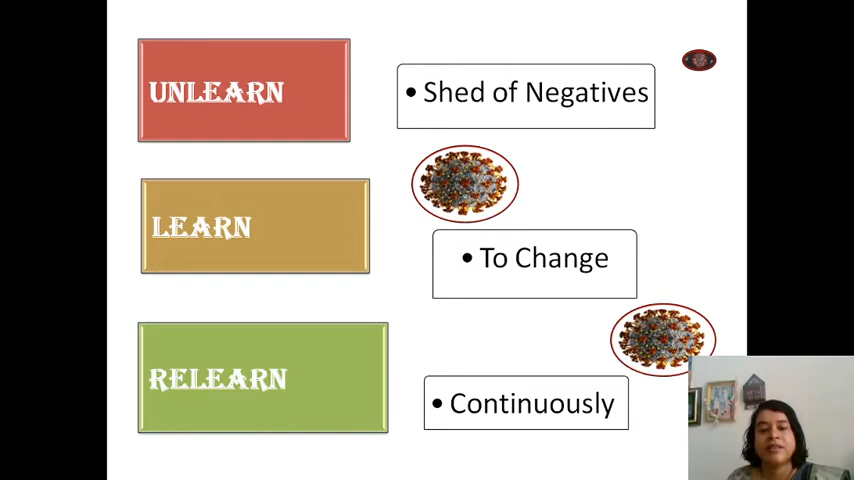 UNLEARN
• Shed of Negatives
LEARN
• To Change
RELEARN
• Continuously